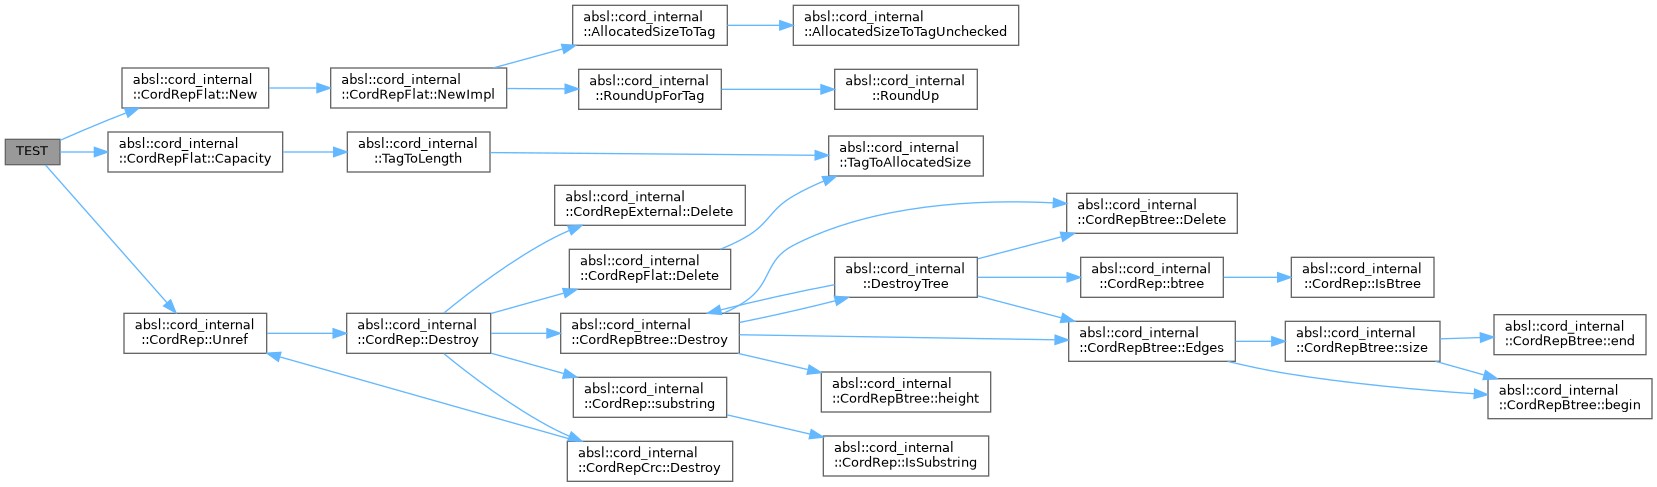 TEST
absl::cord_internal
::CordRepFlat::New
absl::cord_internal
::CordRepFlat::NewImpl
absl::cord_internal
::AllocatedSizeToTag
absl::cord_internal
::AllocatedSizeToTagUnchecked
absl::cord_internal
::RoundUpForTag
absl::cord_internal
::RoundUp
absl::cord_internal
::CordRepFlat::Capacity
absl::cord_internal
::TagToLength
absl::cord_internal
::TagToAllocatedSize
absl::cord_internal
::CordRep::Unref
absl::cord_internal
::CordRep::Destroy
absl::cord_internal
::CordRepExternal::Delete
absl::cord_internal
::CordRepFlat::Delete
absl::cord_internal
::CordRepBtree::Destroy
absl::cord_internal
::CordRep::substring
absl::cord_internal
::CordRepCrc::Destroy
absl::cord_internal
::DestroyTree
absl::cord_internal
::CordRepBtree::height
absl::cord_internal
::CordRep::IsSubstring
absl::cord_internal
::CordRepBtree::Delete
absl::cord_internal
::CordRep::btree
absl::cord_internal
::CordRep::IsBtree
absl::cord_internal
::CordRepBtree::Edges
absl::cord_internal
::CordRepBtree::size
absl::cord_internal
::CordRepBtree::end
absl::cord_internal
::CordRepBtree::begin